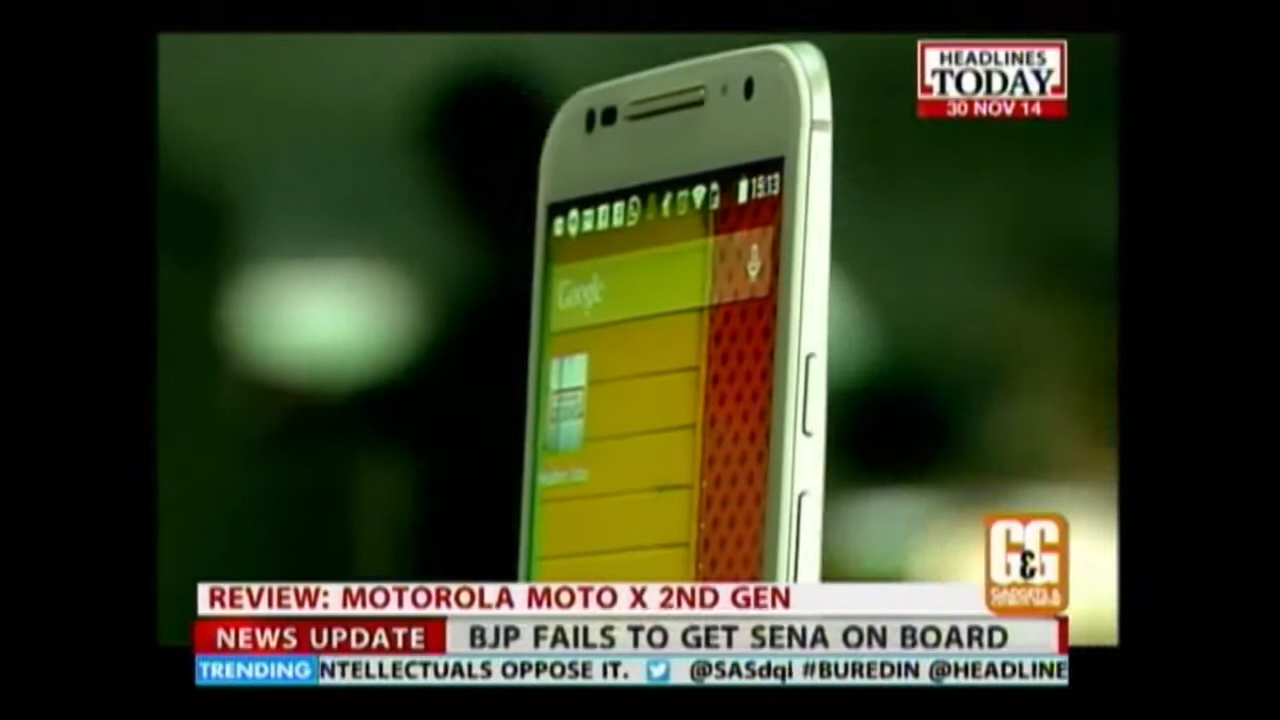 HEADLINES
TODAY
30 NOV 14
15:13
Google
G&G
REVIEW: MOTOROLA MOTO X 2ND GEN
NEWS UPDATE BJP FAILS TO GET SENA ON BOARD
TRENDING NTELLECTUALS OPPOSE IT. @SASdqi #BUREDIN @HEADLINE